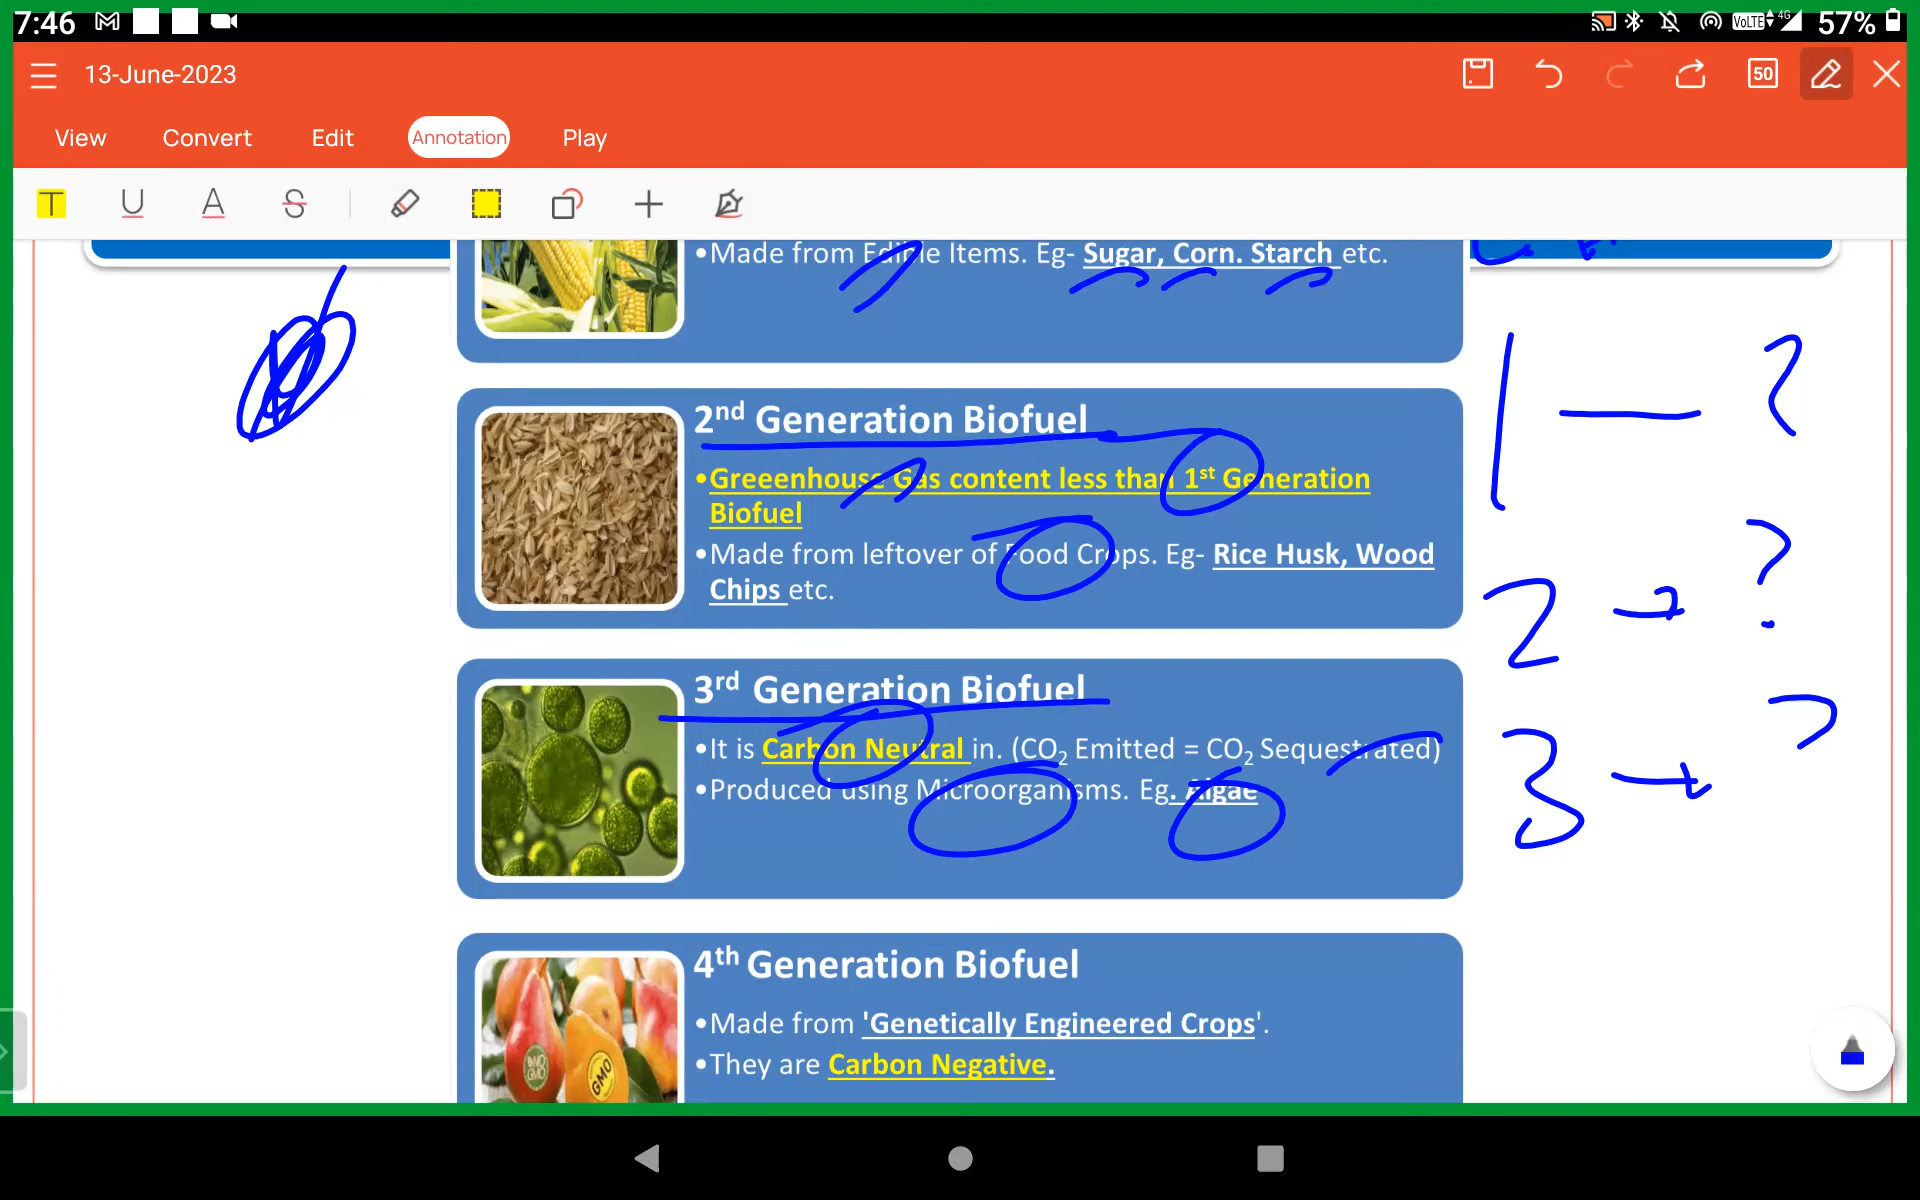 7:46 VoLTE 4G 57%
13-June-2023 50
View Convert Edit Annotation Play
T U A S
•Made from Edible Items. Eg- Sugar, Corn. Starch etc.
2nd Generation Biofuel
•Greeenhouse Gas content less than 1st Generation
Biofuel
•Made from leftover of Food Crops. Eg- Rice Husk, Wood
Chips etc.
3rd Generation Biofuel
•It is Carbon Neutral in. (CO2 Emitted = CO2 Sequestrated)
•Produced using Microorganisms. Eg. Algae
4th Generation Biofuel
•Made from 'Genetically Engineered Crops'.
•They are Carbon Negative.
GMO
1 — ?
2 → ?
3 → ?